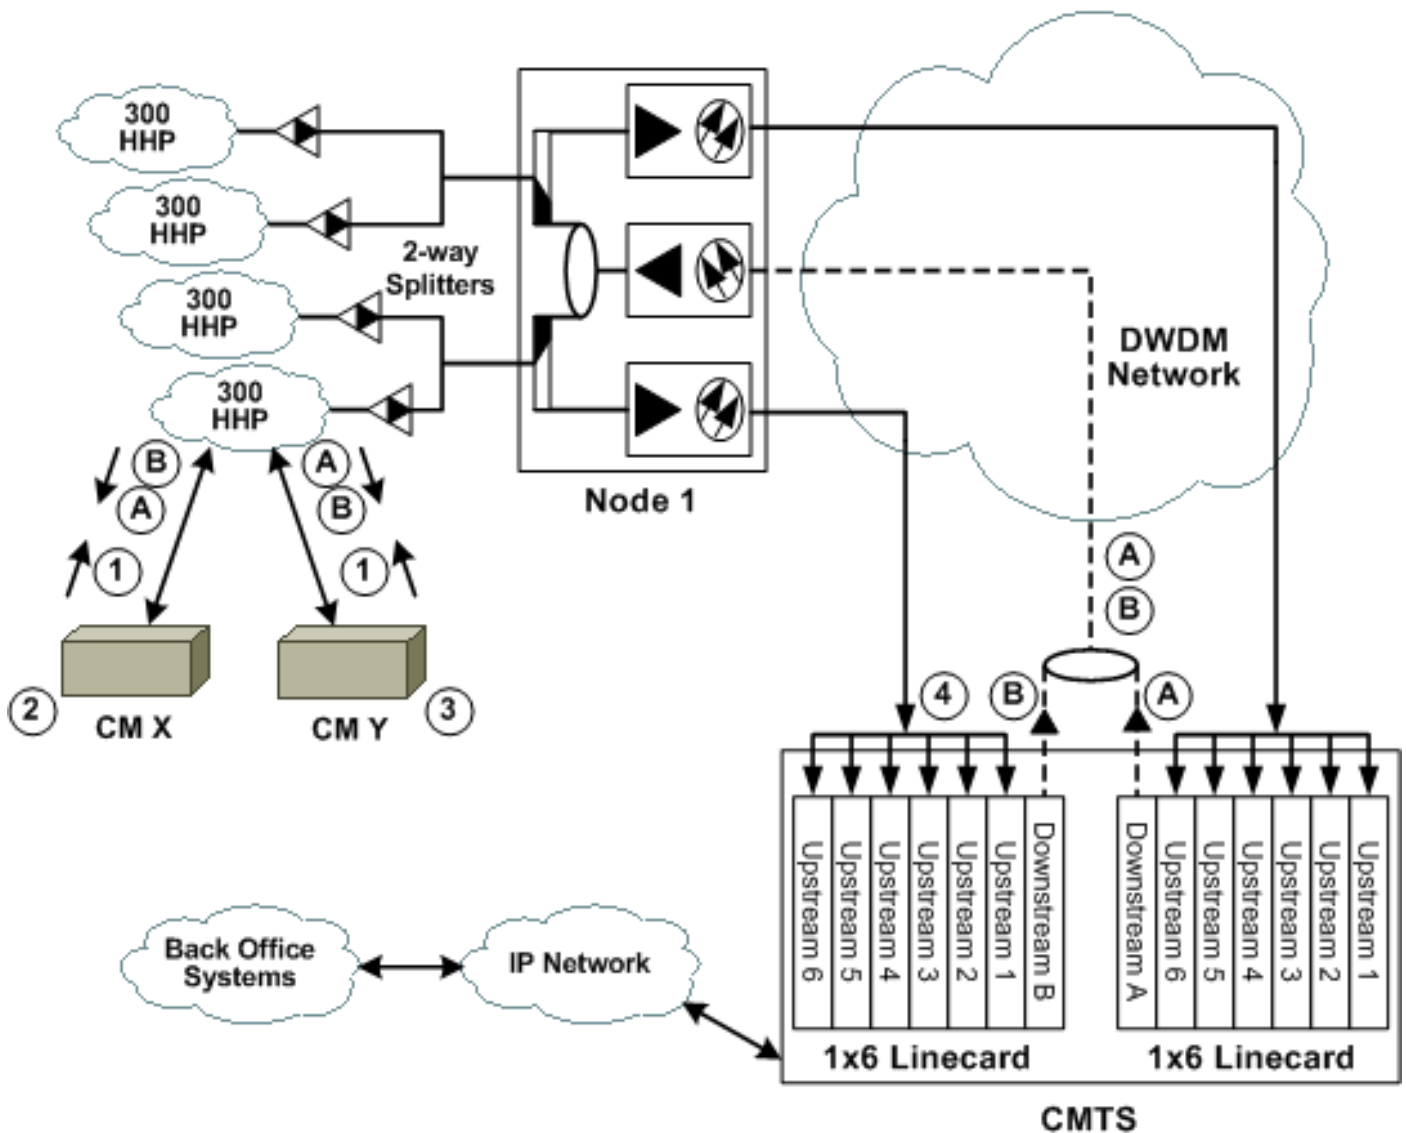 300
HHP
300
HHP
300
HHP
300
HHP
2-way
Splitters
Node 1
DWDM
Network
B
A
1
A
B
1
2
CM X
CM Y
3
A
B
4
B
A
Upstream 6
Upstream 5
Upstream 4
Upstream 3
Upstream 2
Upstream 1
Downstream B
Downstream A
Upstream 6
Upstream 5
Upstream 4
Upstream 3
Upstream 2
Upstream 1
1x6 Linecard
1x6 Linecard
CMTS
Back Office
Systems
IP Network